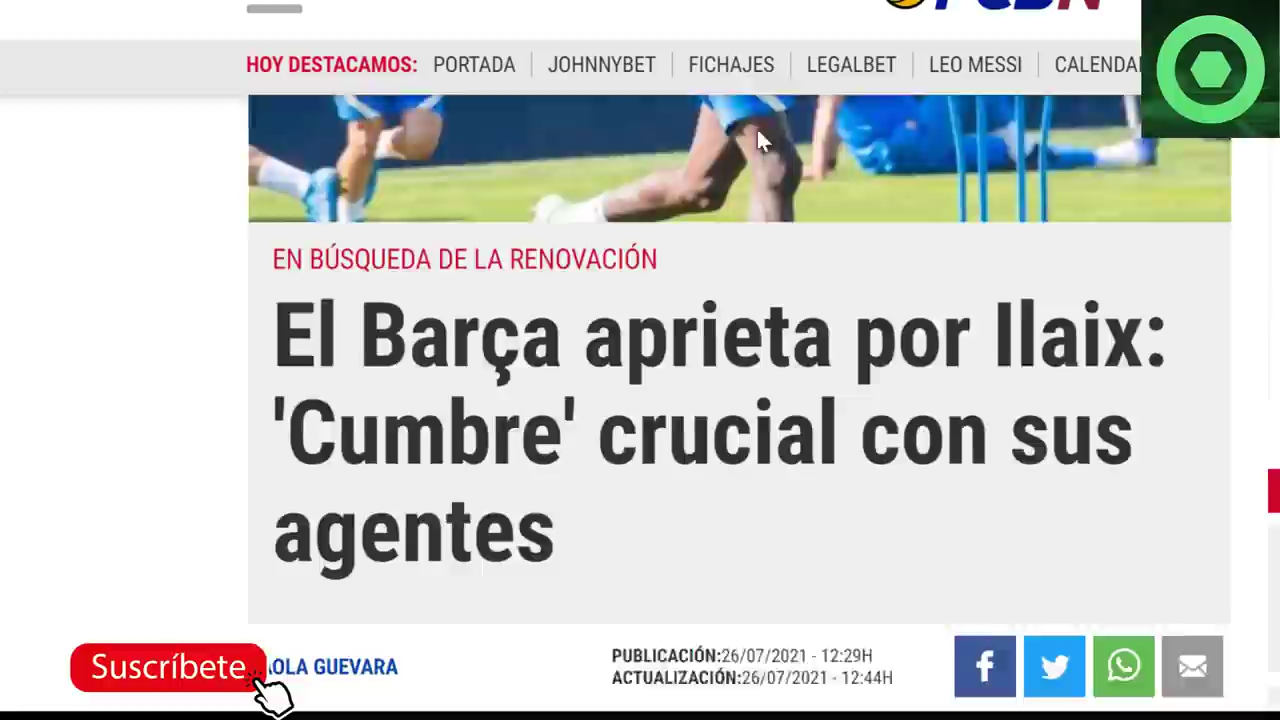 HOY DESTACAMOS: PORTADA JOHNNYBET FICHAJES LEGALBET LEO MESSI
EN BÚSQUEDA DE LA RENOVACIÓN
El Barça aprieta por Ilaix:
'Cumbre' crucial con sus
agentes
Suscríbete
GUEVARA
PUBLICACIÓN:26/07/2021 - 12:29H
ACTUALIZACIÓN:26/07/2021 - 12:44H